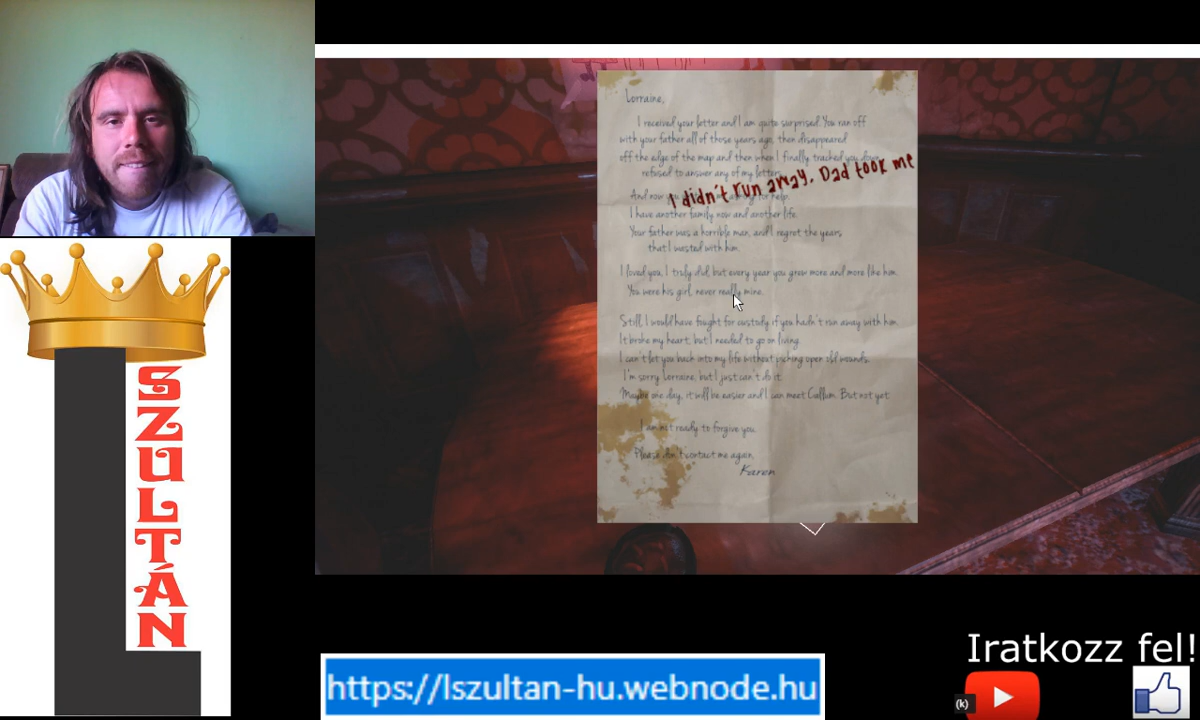 Lorraine,
I received your letter and I am quite surprised. You ran off
with your father all of those years ago, then disappeared
off the edge of the map and then when I finally tracked you down,
refused to answer any of my letters.
I didn't run away. Dad took me
And now you for help.
I have another family now and another life.
Your father was a horrible man, and I regret the years
that I wasted with him.
I loved you, I truly did, but every year you grew more and more like him.
You were his girl, never really mine.
Still, I would have fought for custody if you hadn't run away with him.
It broke my heart, but I needed to go on living.
I can't let you back into my life without picking open old wounds.
I'm sorry Lorraine, but I just can't do it.
Maybe one day, it will be easier and I can meet Callum. But not yet.
I am not ready to forgive you.
Please don't contact me again,
Karen
L
SZULTÁN
https://lszultan-hu.webnode.hu
Iratkozz fel!
(k)